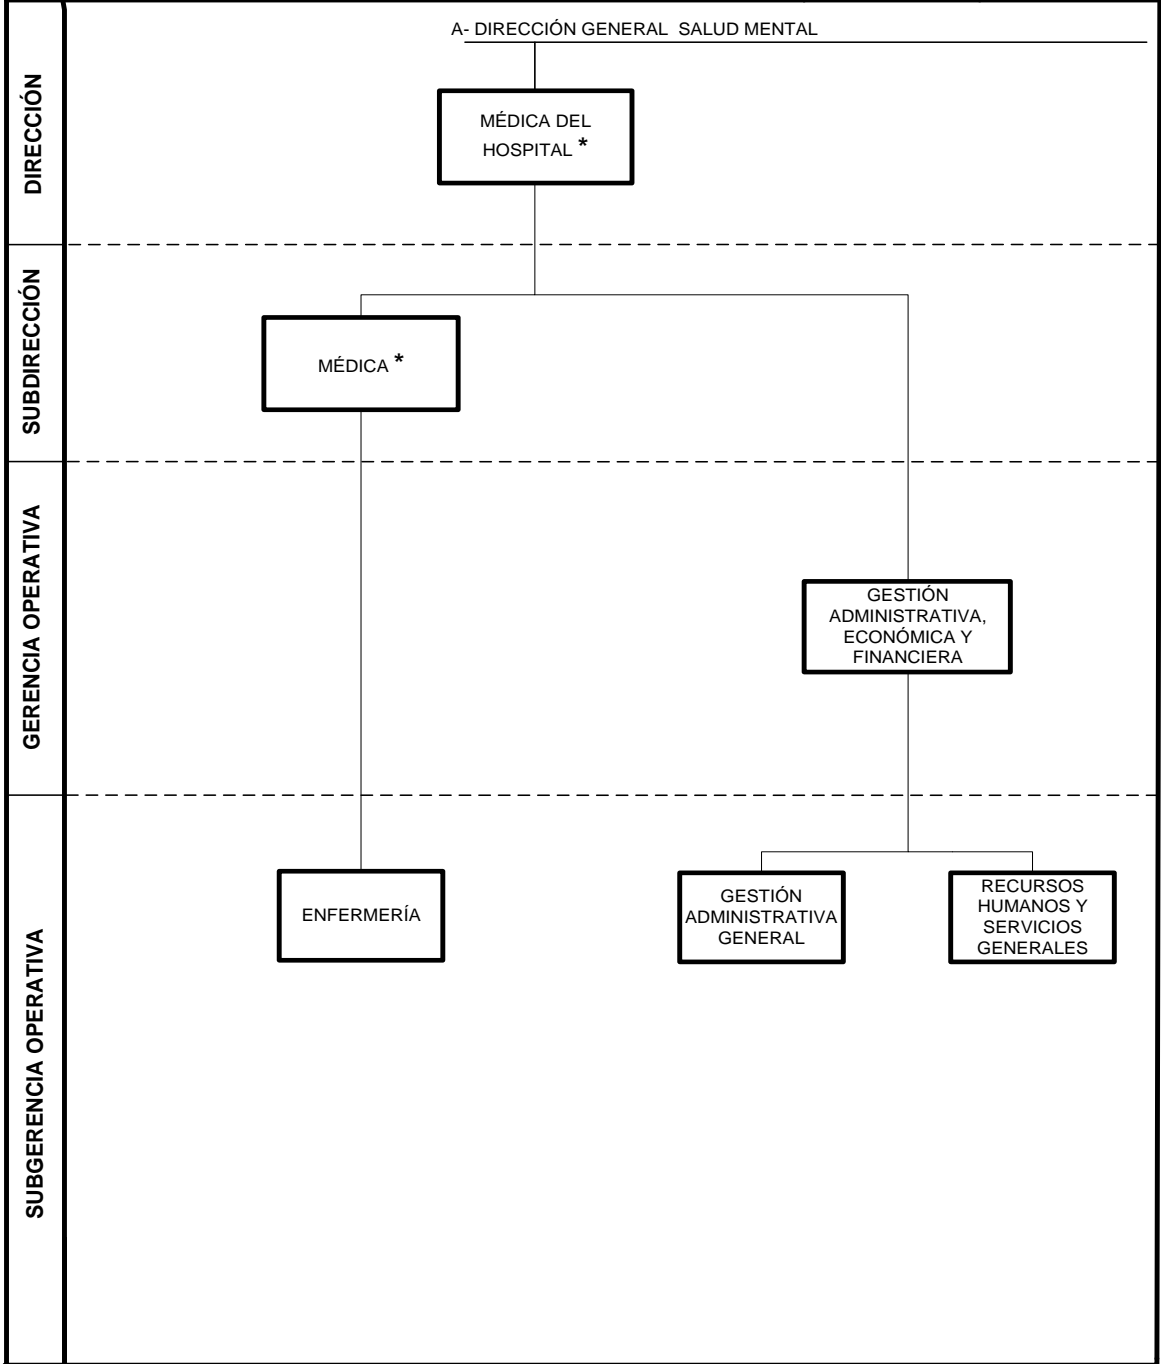 A- DIRECCIÓN GENERAL  SALUD MENTAL
DIRECCIÓN
MÉDICA DEL
HOSPITAL *
SUBDIRECCIÓN
MÉDICA *
GERENCIA OPERATIVA
GESTIÓN
ADMINISTRATIVA,
ECONÓMICA Y
FINANCIERA
SUBGERENCIA OPERATIVA
ENFERMERÍA
GESTIÓN
ADMINISTRATIVA
GENERAL
RECURSOS
HUMANOS Y
SERVICIOS
GENERALES